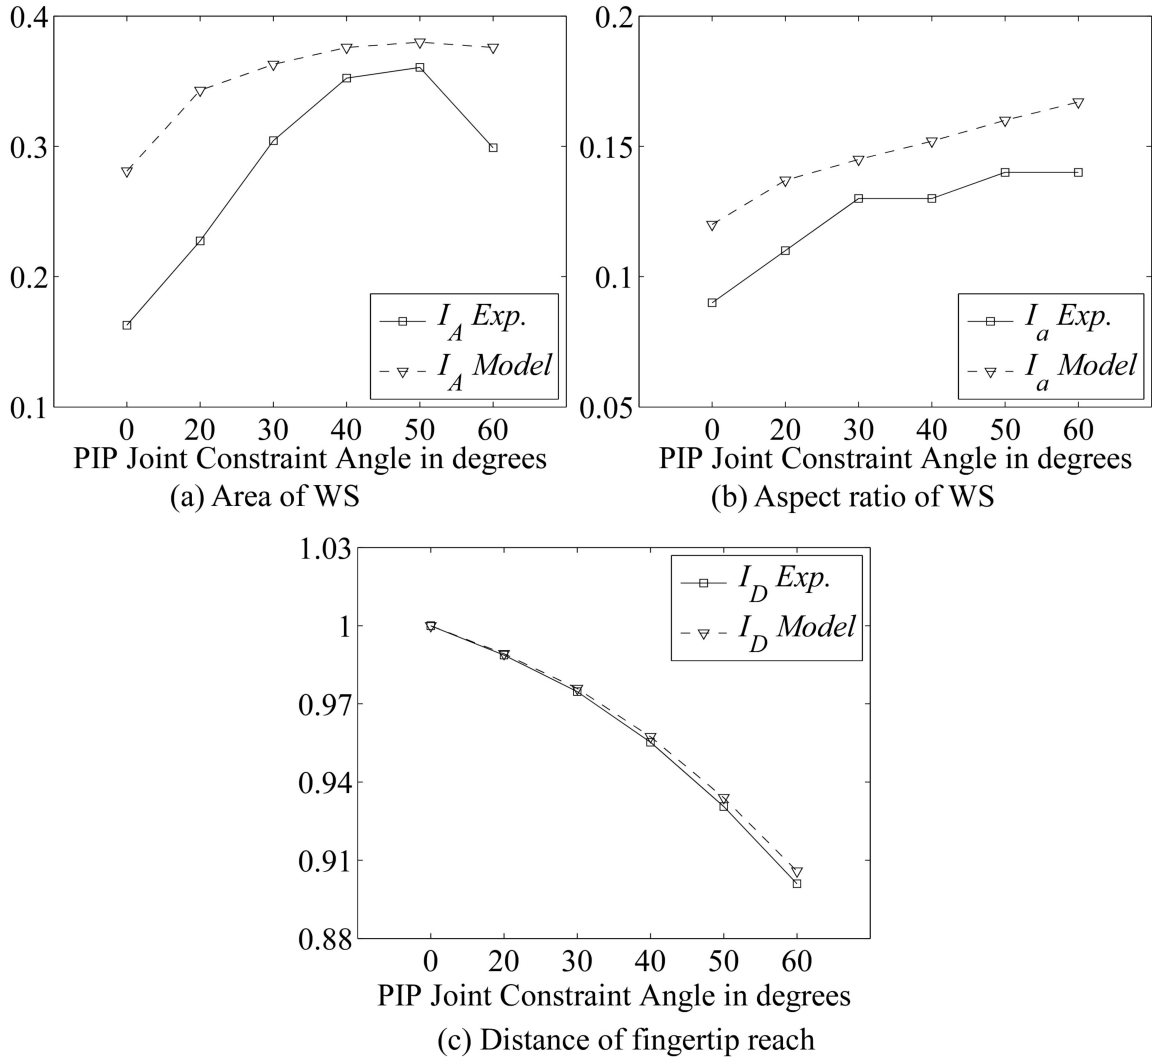 0.4
0.3
0.2
0.1
I_A Exp.
I_A Model
0 20 30 40 50 60
PIP Joint Constraint Angle in degrees
(a) Area of WS
0.2
0.15
0.1
0.05
I_a Exp.
I_a Model
0 20 30 40 50 60
PIP Joint Constraint Angle in degrees
(b) Aspect ratio of WS
1.03
1
0.97
0.94
0.91
0.88
I_D Exp.
I_D Model
0 20 30 40 50 60
PIP Joint Constraint Angle in degrees
(c) Distance of fingertip reach